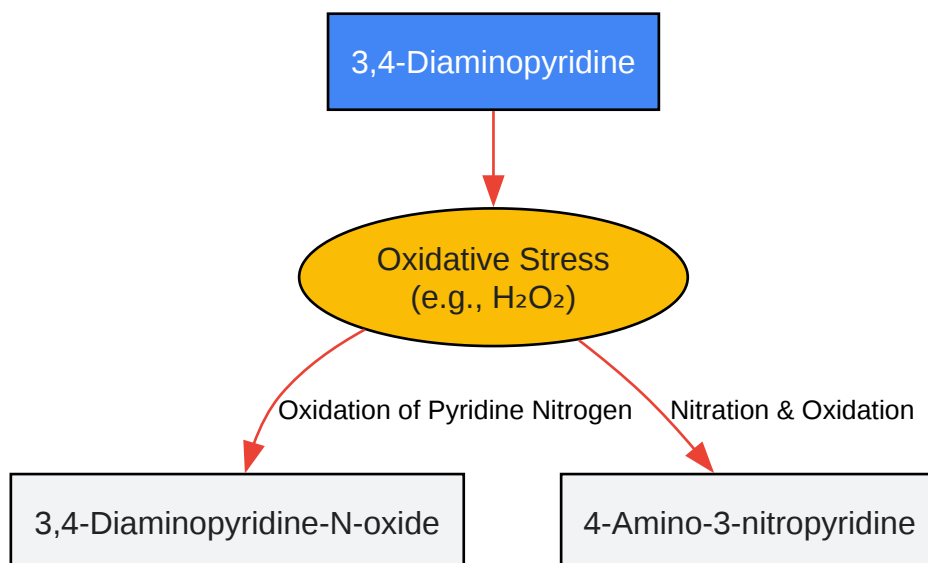 3,4-Diaminopyridine
Oxidative Stress
(e.g., H₂O₂)
Oxidation of Pyridine Nitrogen
Nitration & Oxidation
3,4-Diaminopyridine-N-oxide
4-Amino-3-nitropyridine